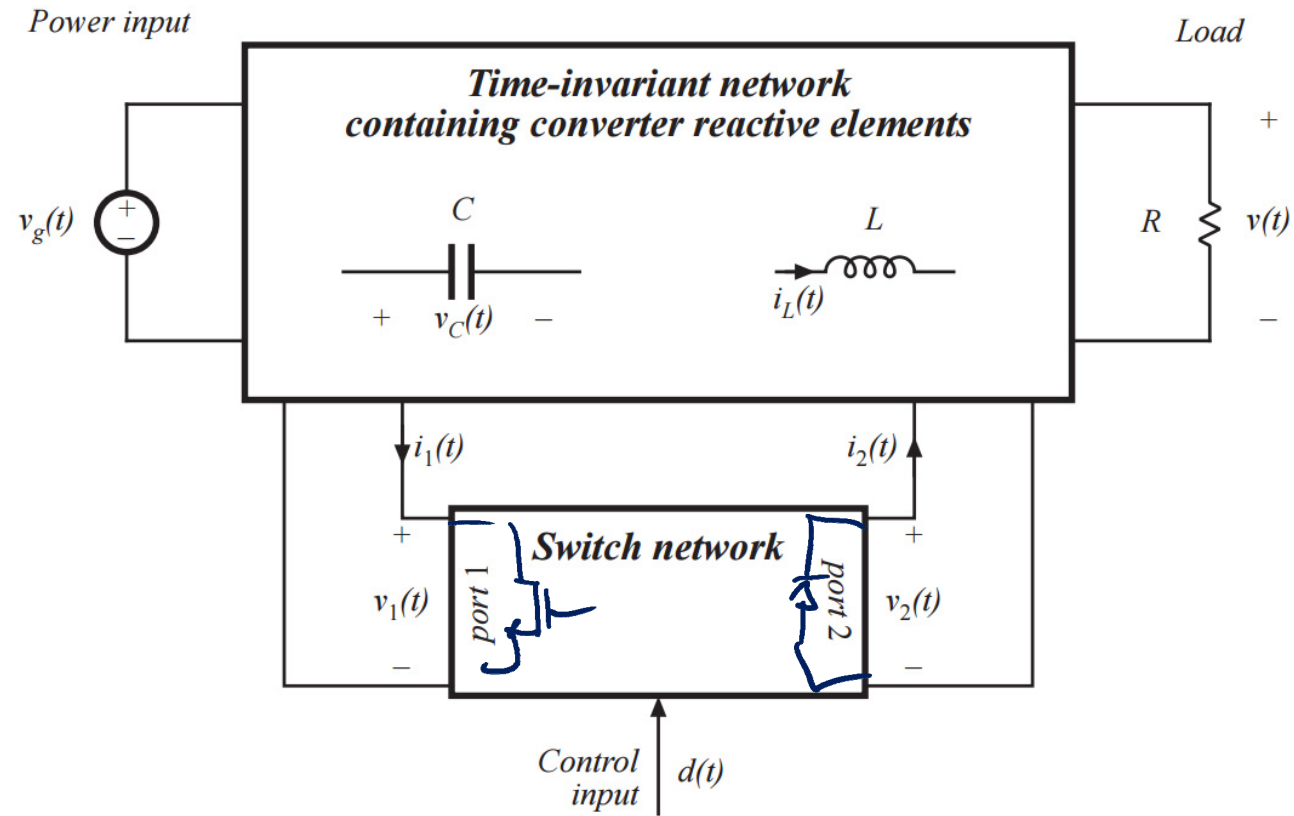 Power input
Load
Time-invariant network
containing converter reactive elements
C
L
+
v_g(t)
+
−
R
v(t)
i_L(t)
+
v_C(t)
−
−
i_1(t)
i_2(t)
Switch network
+
+
port 1
port 2
v_1(t)
v_2(t)
−
−
Control
input
d(t)